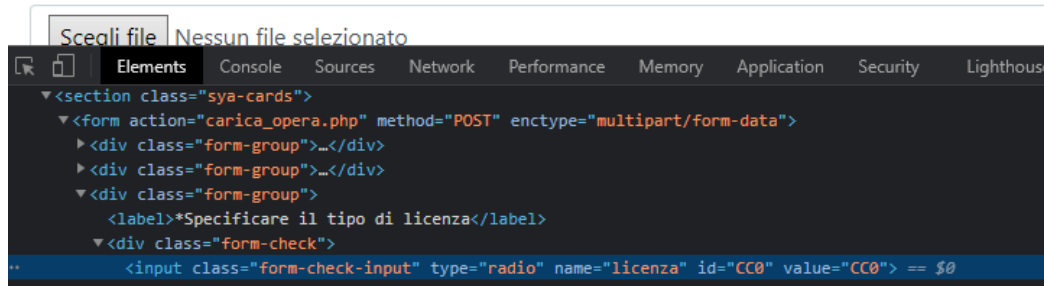 Scegli file Nessun file selezionato
Elements Console Sources Network Performance Memory Application Security Lighthous
▼<section class="sya-cards">
▼<form action="carica_opera.php" method="POST" enctype="multipart/form-data">
▶<div class="form-group">…</div>
▶<div class="form-group">…</div>
▼<div class="form-group">
<label>*Specificare il tipo di licenza</label>
▼<div class="form-check">
<input class="form-check-input" type="radio" name="licenza" id="CC0" value="CC0"> == $0